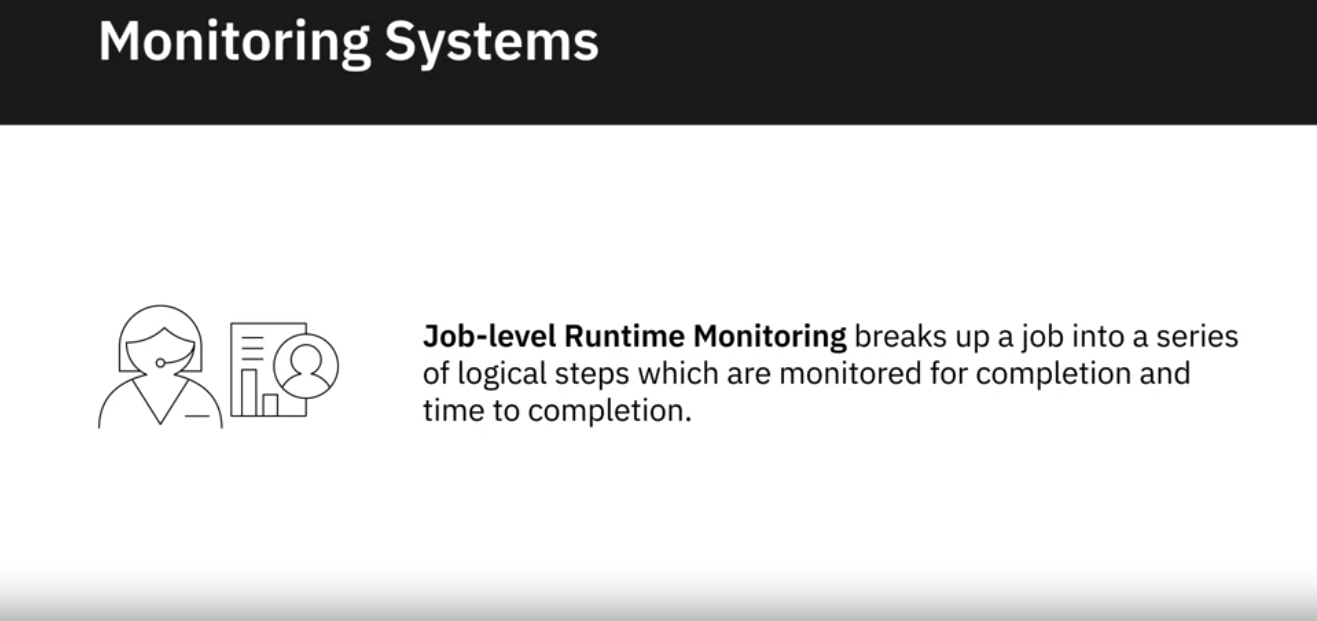 Monitoring Systems
Job-level Runtime Monitoring breaks up a job into a series
of logical steps which are monitored for completion and
time to completion.